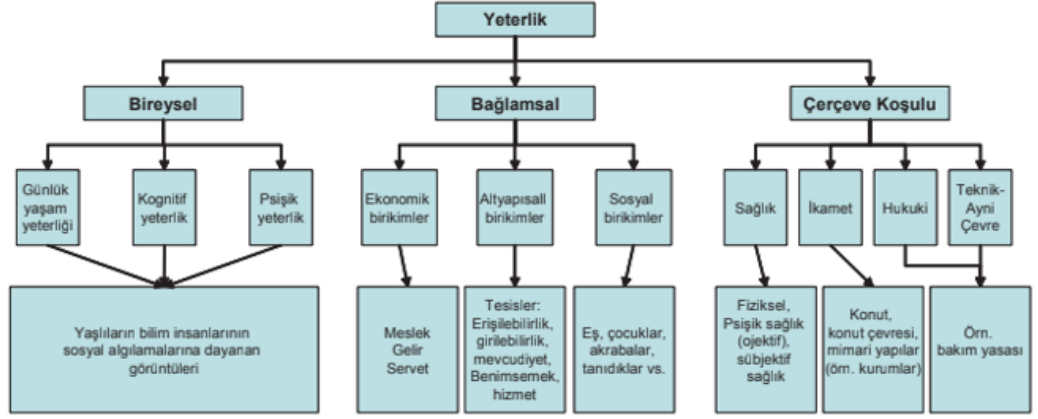 Yeterlik
Bireysel
Bağlamsal
Çerçeve Koşulu
Günlük
yaşam
yeterliği
Kognitif
yeterlik
Psişik
yeterlik
Ekonomik
birikimler
Altyapısall
birikimler
Sosyal
birikimler
Sağlık
İkamet
Hukuki
Teknik-
Ayni
Çevre
Yaşlıların bilim insanlarının
sosyal algılamalarına dayanan
görüntüleri
Meslek
Gelir
Servet
Tesisler:
Erişilebilirlik,
girilebilirlik,
mevcudiyet,
Benimsemek,
hizmet
Eş, çocuklar,
akrabalar,
tanıdıklar vs.
Fiziksel,
Psişik sağlık
(ojektif),
sübjektif
sağlık
Konut,
konut çevresi,
mimari yapılar
(örn. kurumlar)
Örn.
bakım yasası